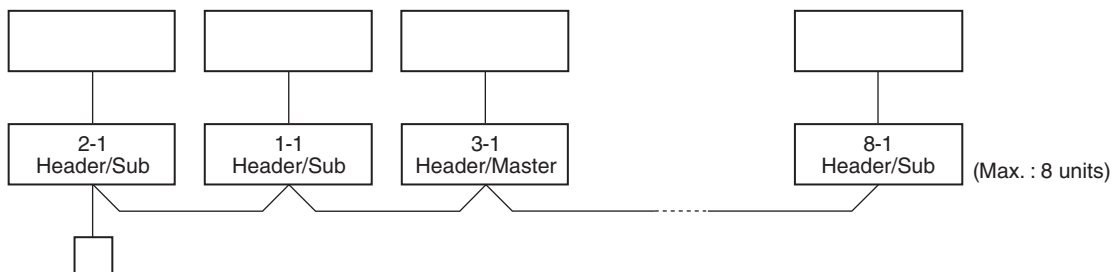 2-1
Header/Sub
1-1
Header/Sub
3-1
Header/Master
8-1
Header/Sub
(Max. : 8 units)